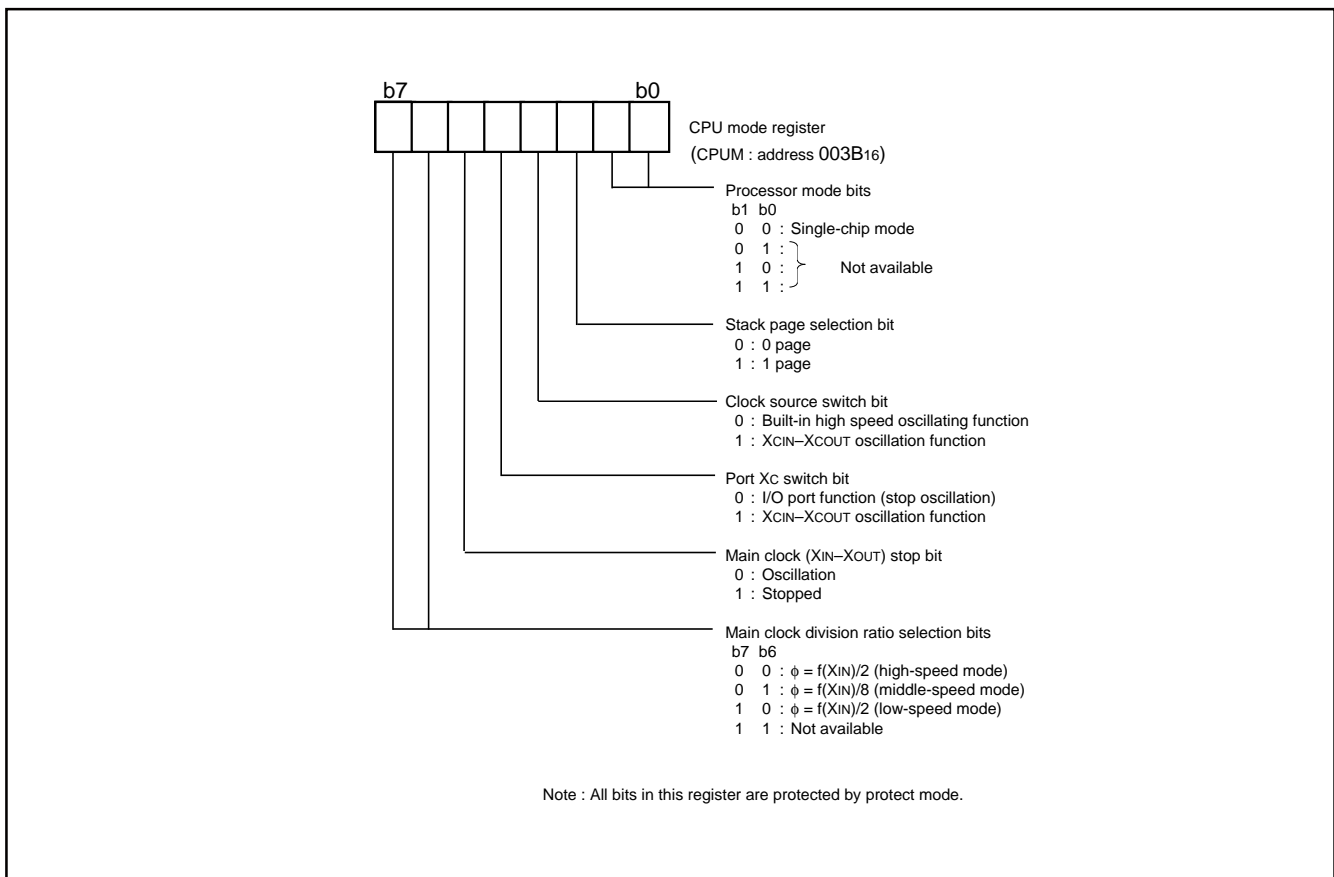 b7 b0
CPU mode register
(CPUM : address 003B16)
Processor mode bits
b1 b0
0 0 : Single-chip mode
0 1 :
1 0 : Not available
1 1 :
Stack page selection bit
0 : 0 page
1 : 1 page
Clock source switch bit
0 : Built-in high speed oscillating function
1 : XCIN–XCOUT oscillation function
Port XC switch bit
0 : I/O port function (stop oscillation)
1 : XCIN–XCOUT oscillation function
Main clock (XIN–XOUT) stop bit
0 : Oscillation
1 : Stopped
Main clock division ratio selection bits
b7 b6
0 0 : φ = f(XIN)/2 (high-speed mode)
0 1 : φ = f(XIN)/8 (middle-speed mode)
1 0 : φ = f(XIN)/2 (low-speed mode)
1 1 : Not available
Note : All bits in this register are protected by protect mode.